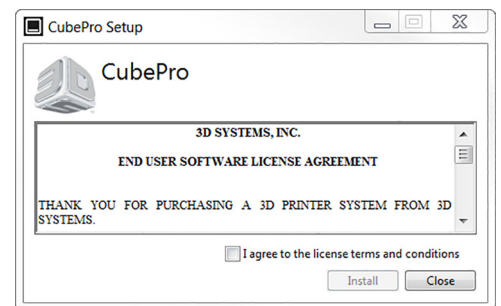 CubePro Setup
CubePro
3D SYSTEMS, INC.
END USER SOFTWARE LICENSE AGREEMENT
THANK YOU FOR PURCHASING A 3D PRINTER SYSTEM FROM 3D
SYSTEMS.
I agree to the license terms and conditions
Install Close